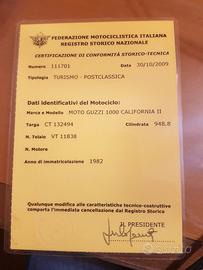 FEDERAZIONE MOTOCICLISTICA ITALIANA
REGISTRO STORICO NAZIONALE
CERTIFICAZIONE DI CONFORMITÀ STORICO-TECNICA
Numero 111701 Data 30/10/2009
Tipologia TURISMO - POSTCLASSICA
Dati identificativi del Motociclo:
Marca e Modello MOTO GUZZI 1000 CALIFORNIA II
Targa CT 132494 Cilindrata 948.8
N. Telaio VT 11838
N. Motore
Anno di immatricolazione 1982
Qualunque modifica alle caratteristiche tecnico-costruttive
comporta l'immediata cancellazione dal Registro Storico
IL PRESIDENTE